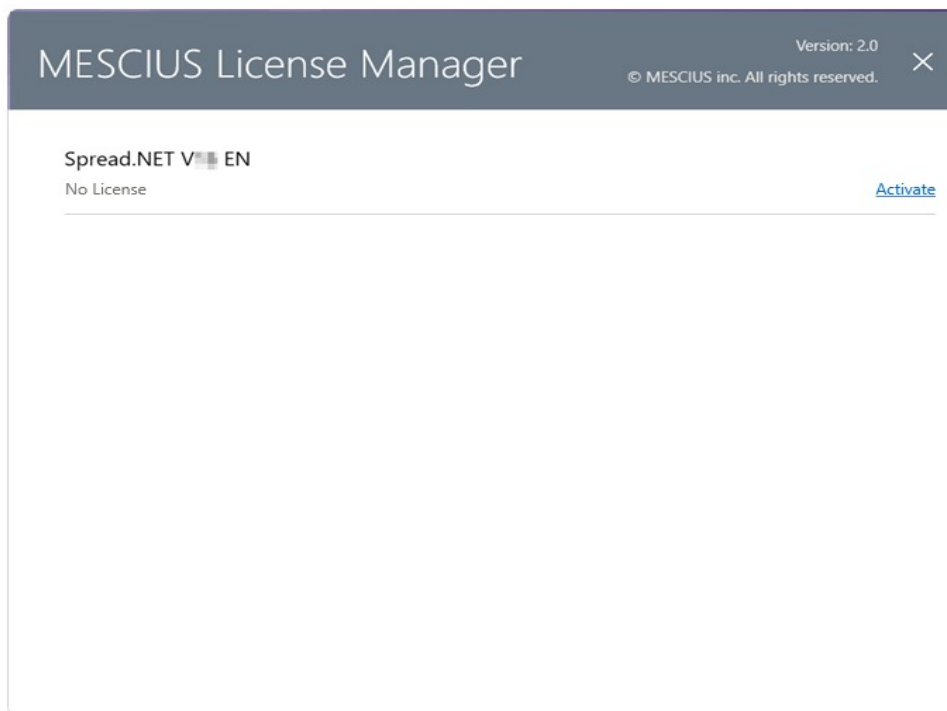 MESCIUS License Manager
Version: 2.0
© MESCIUS inc. All rights reserved.
Spread.NET V EN
No License
Activate